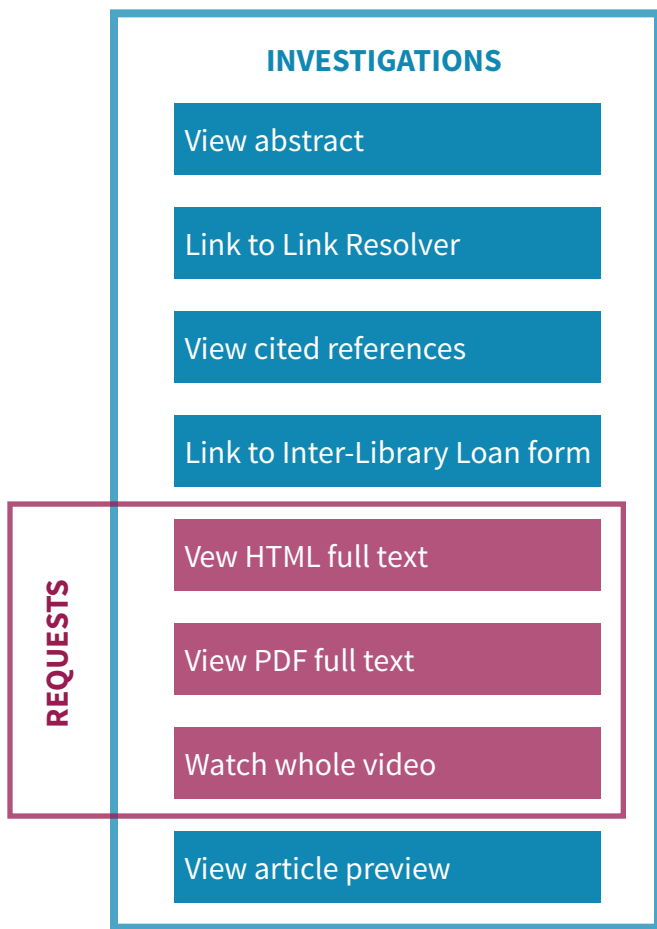 INVESTIGATIONS
View abstract
Link to Link Resolver
View cited references
Link to Inter-Library Loan form
REQUESTS
Vew HTML full text
View PDF full text
Watch whole video
View article preview